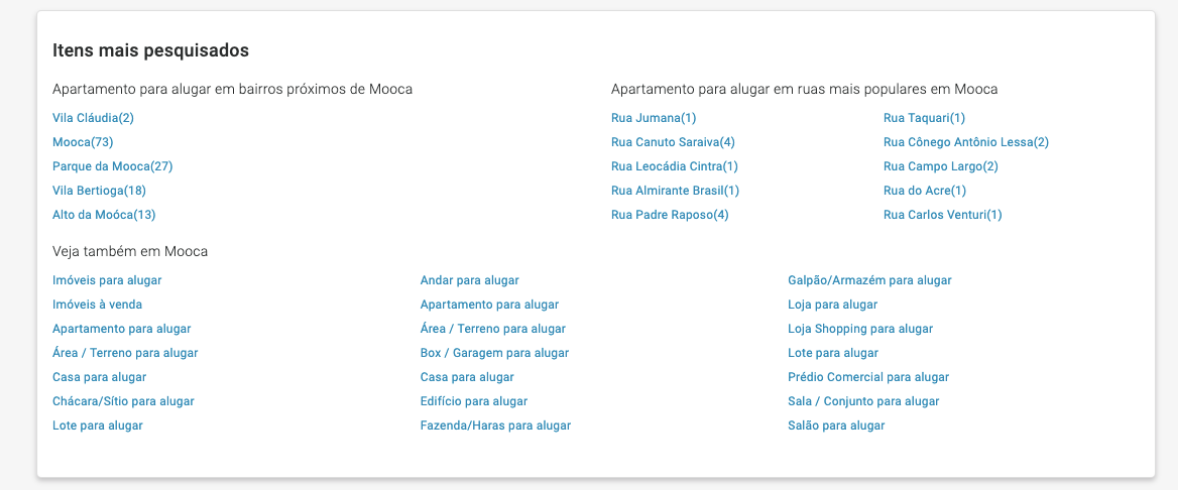 Itens mais pesquisados
Apartamento para alugar em bairros próximos de Mooca
Vila Cláudia(2)
Mooca(73)
Parque da Mooca(27)
Vila Bertioga(18)
Alto da Moóca(13)
Apartamento para alugar em ruas mais populares em Mooca
Rua Jumana(1)
Rua Canuto Saraiva(4)
Rua Leocádia Cintra(1)
Rua Almirante Brasil(1)
Rua Padre Raposo(4)
Rua Taquari(1)
Rua Cônego Antônio Lessa(2)
Rua Campo Largo(2)
Rua do Acre(1)
Rua Carlos Venturi(1)
Veja também em Mooca
Imóveis para alugar
Imóveis à venda
Apartamento para alugar
Área / Terreno para alugar
Casa para alugar
Chácara/Sítio para alugar
Lote para alugar
Andar para alugar
Apartamento para alugar
Área / Terreno para alugar
Box / Garagem para alugar
Casa para alugar
Edifício para alugar
Fazenda/Haras para alugar
Galpão/Armazém para alugar
Loja para alugar
Loja Shopping para alugar
Lote para alugar
Prédio Comercial para alugar
Sala / Conjunto para alugar
Salão para alugar